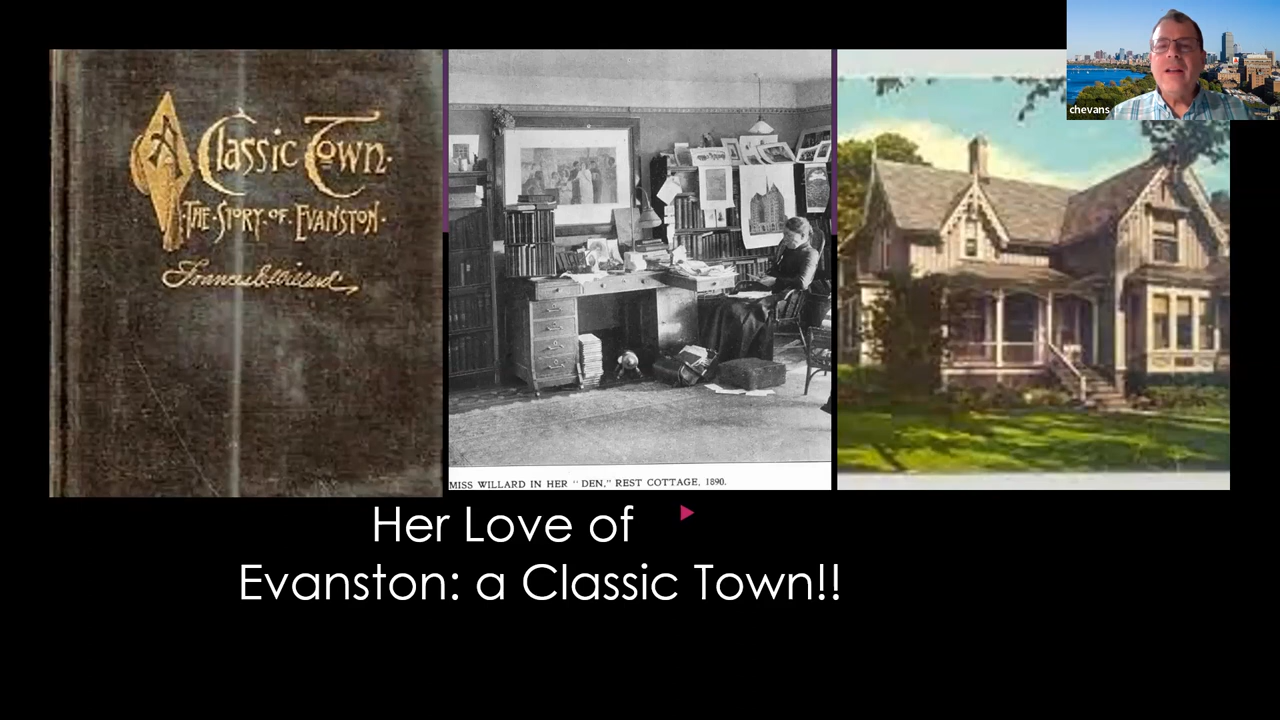 Classic Town
THE STORY OF EVANSTON
Frances E. Willard
MISS WILLARD IN HER "DEN," REST COTTAGE, 1890.
chevans
Her Love of
Evanston: a Classic Town!!